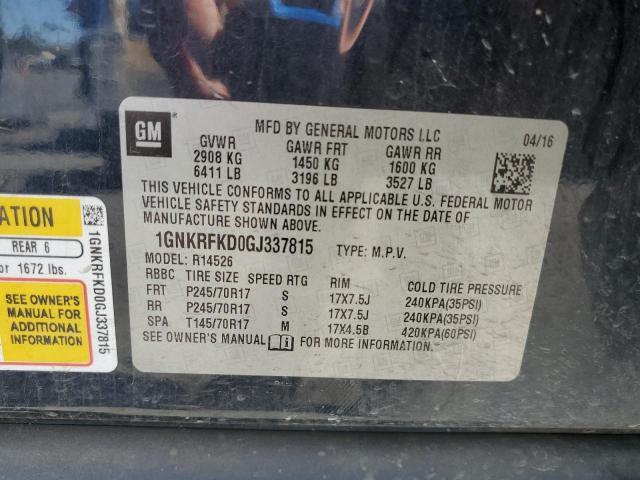 GM
MFD BY GENERAL MOTORS LLC
04/16
GVWR GAWR FRT GAWR RR
2908 KG 1450 KG 1600 KG
6411 LB 3196 LB 3527 LB
THIS VEHICLE CONFORMS TO ALL APPLICABLE U.S. FEDERAL MOTOR
VEHICLE SAFETY STANDARDS IN EFFECT ON THE DATE OF
MANUFACTURE SHOWN ABOVE.
1GNKRFKD0GJ337815 TYPE: M.P.V.
MODEL: R14526
RBBC TIRE SIZE SPEED RTG RIM COLD TIRE PRESSURE
FRT P245/70R17 S 17X7.5J 240KPA(35PSI)
RR P245/70R17 S 17X7.5J 240KPA(35PSI)
SPA T145/70R17 M 17X4.5B 420KPA(60PSI)
SEE OWNER'S MANUAL i FOR MORE INFORMATION.
REAR 6
or 1672 lbs.
SEE OWNER'S
MANUAL FOR
ADDITIONAL
INFORMATION
1GNKRFKD0GJ337815